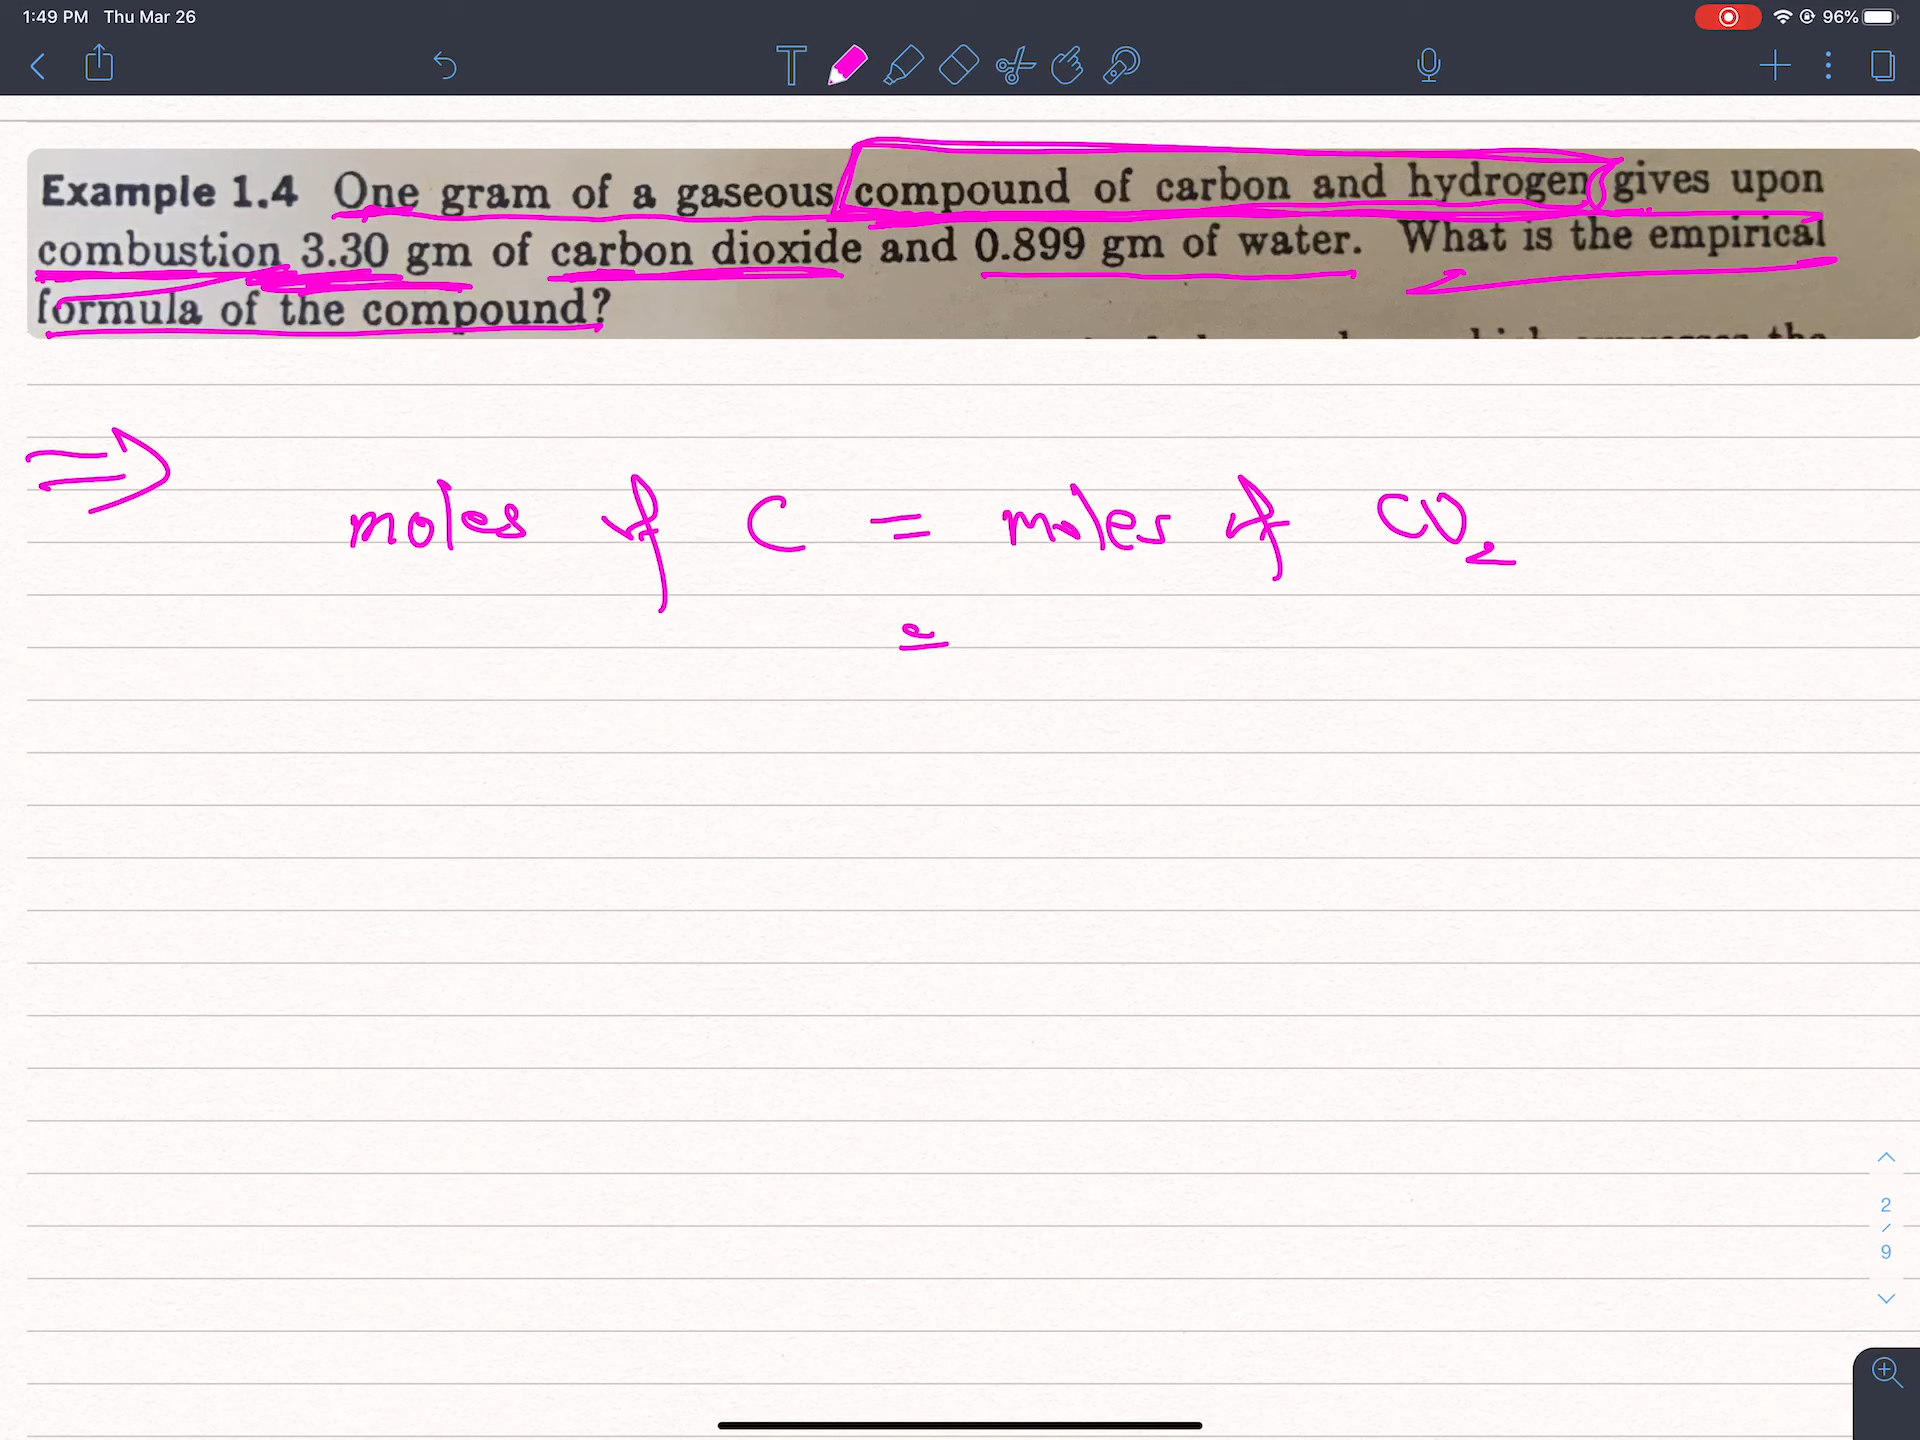 1:49 PM Thu Mar 26
96%
Example 1.4 One gram of a gaseous compound of carbon and hydrogen gives upon
combustion 3.30 gm of carbon dioxide and 0.899 gm of water. What is the empirical
formula of the compound?
moles of C = moles of CO2
=
2
/
9